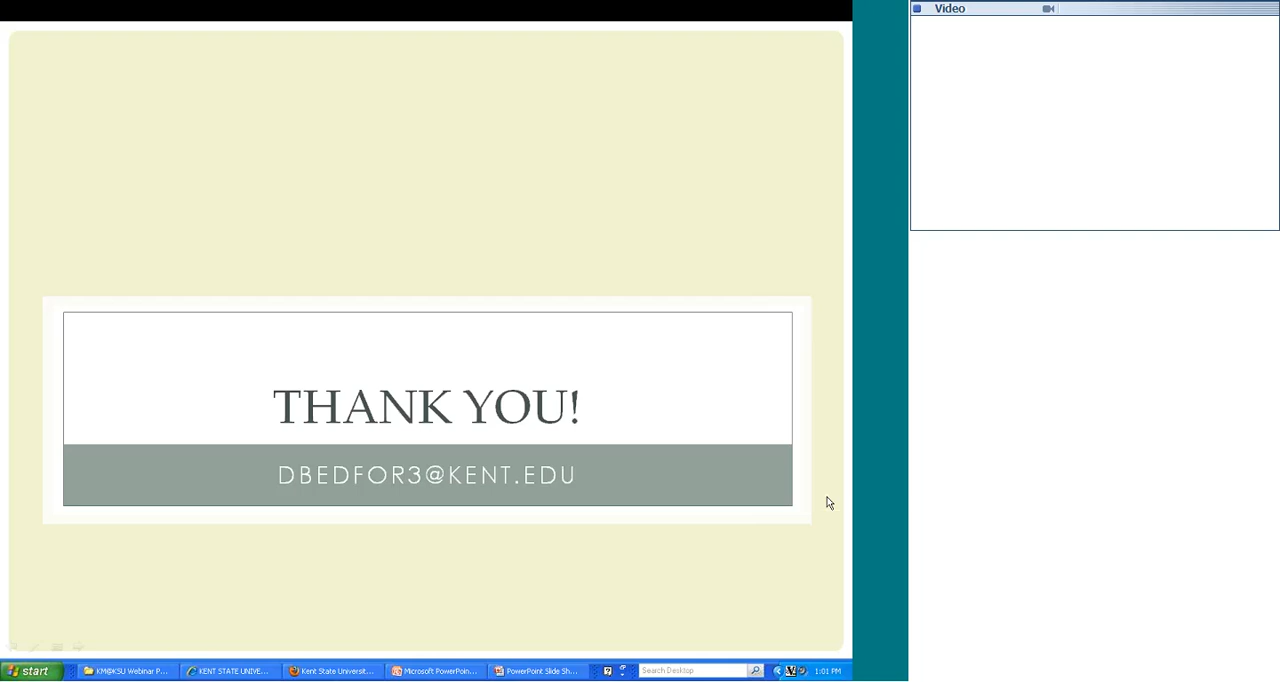 Video
THANK YOU!
DBEDFOR3@KENT.EDU
start
KM@KSU Webinar P...
KENT STATE UNIVE...
Kent State Universit...
Microsoft PowerPoin...
PowerPoint Slide Sh...
Search Desktop
1:01 PM